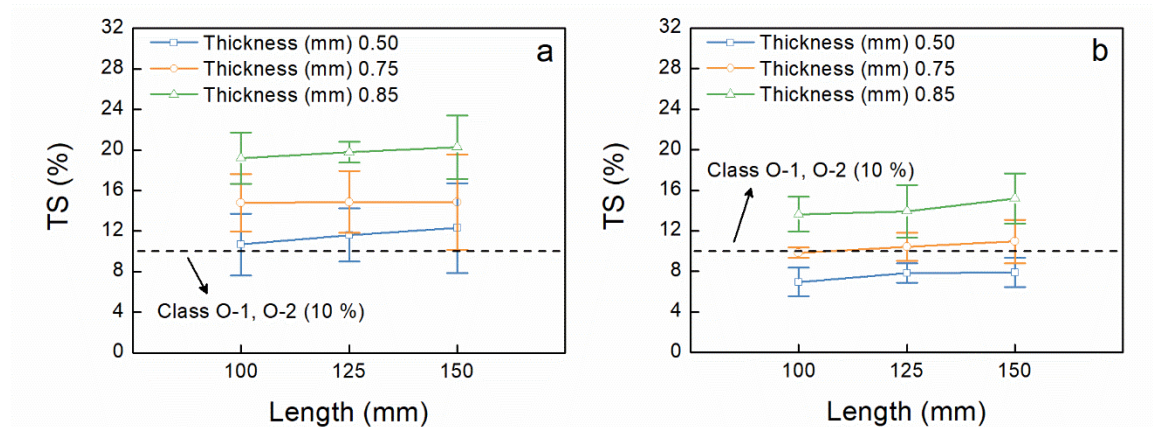 32
28
24
20
16
12
8
4
0
TS (%)
Thickness (mm) 0.50
Thickness (mm) 0.75
Thickness (mm) 0.85
a
Class O-1, O-2 (10 %)
100 125 150
Length (mm)
32
28
24
20
16
12
8
4
0
TS (%)
Thickness (mm) 0.50
Thickness (mm) 0.75
Thickness (mm) 0.85
b
Class O-1, O-2 (10 %)
100 125 150
Length (mm)